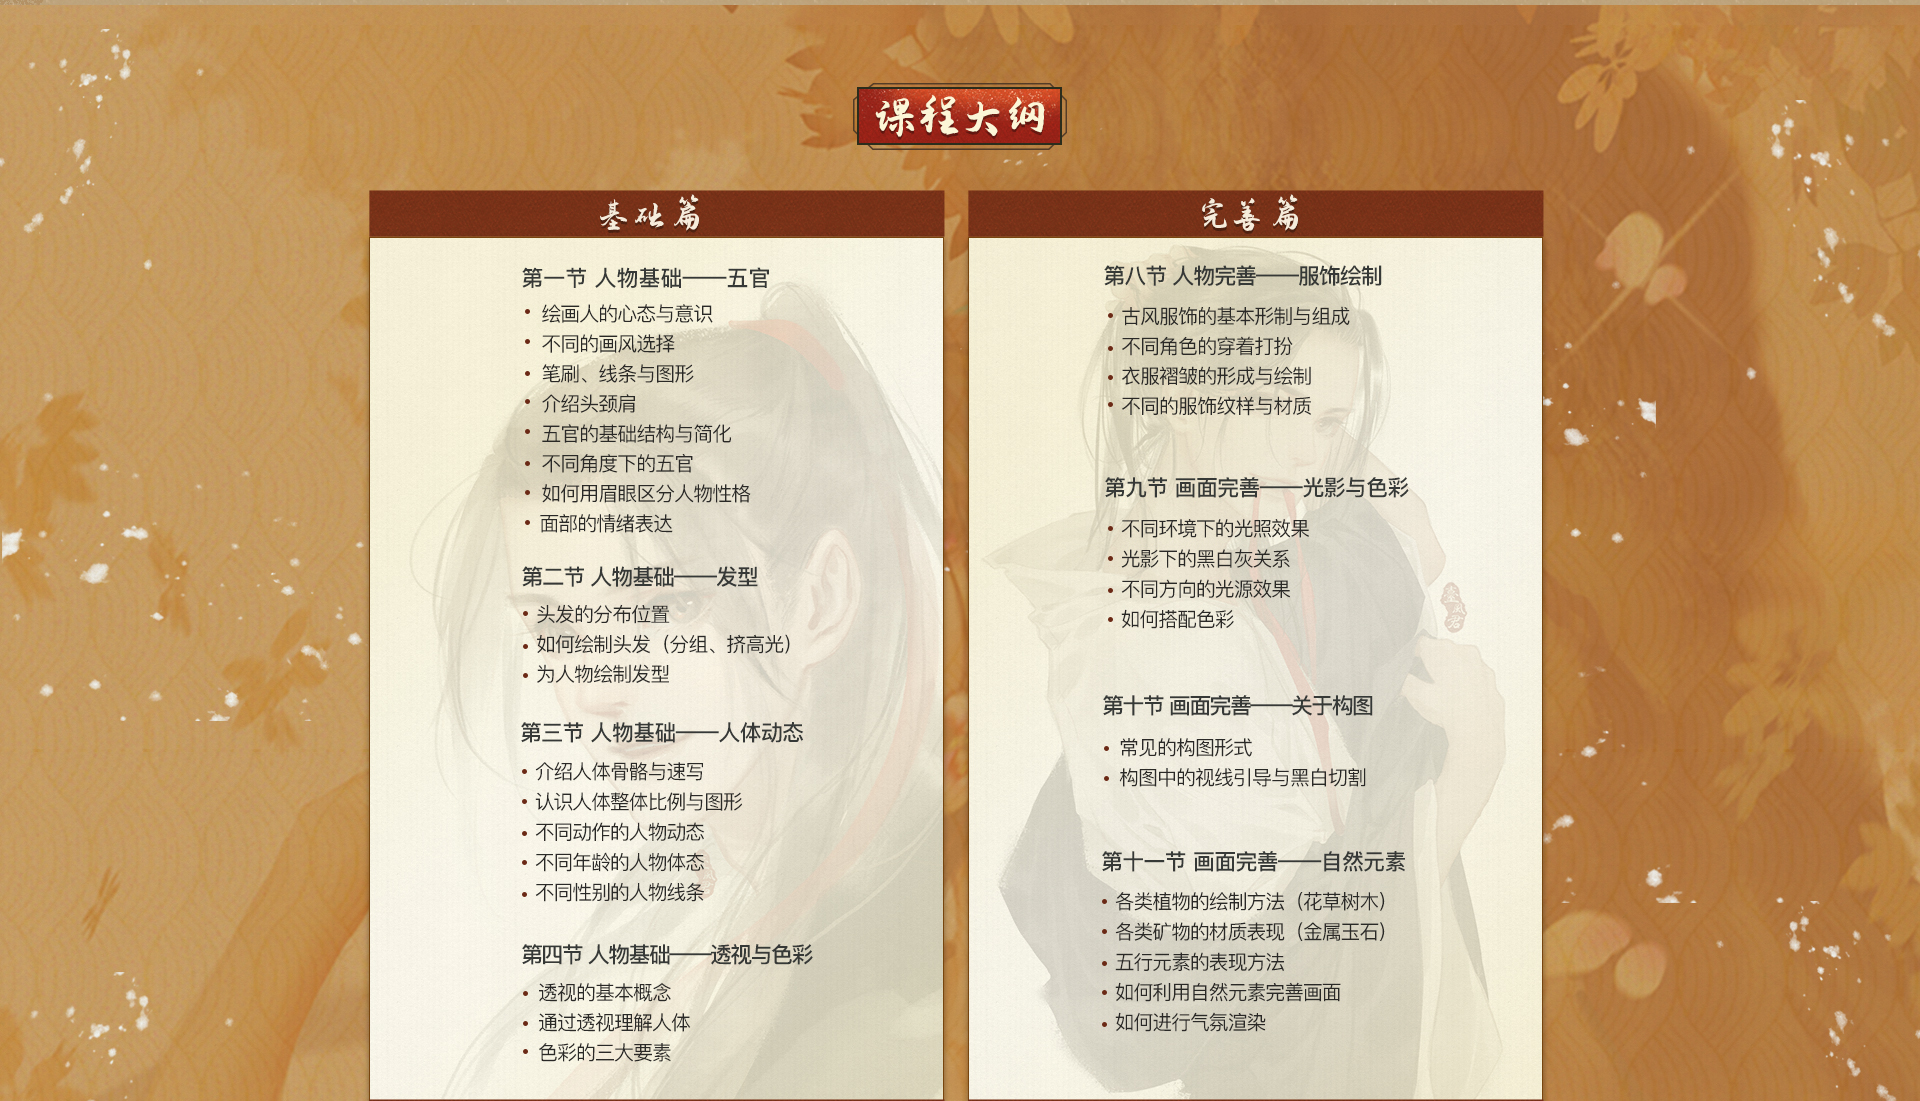 课程大纲
基础篇
第一节 人物基础——五官
• 绘画人的心态与意识
• 不同的画风选择
• 笔刷、线条与图形
• 介绍头颈肩
• 五官的基础结构与简化
• 不同角度下的五官
• 如何用眉眼区分人物性格
• 面部的情绪表达
第二节 人物基础——发型
• 头发的分布位置
• 如何绘制头发（分组、挤高光）
• 为人物绘制发型
第三节 人物基础——人体动态
• 介绍人体骨骼与速写
• 认识人体整体比例与图形
• 不同动作的人物动态
• 不同年龄的人物体态
• 不同性别的人物线条
第四节 人物基础——透视与色彩
• 透视的基本概念
• 通过透视理解人体
• 色彩的三大要素
完善篇
第八节 人物完善——服饰绘制
• 古风服饰的基本形制与组成
• 不同角色的穿着打扮
• 衣服褶皱的形成与绘制
• 不同的服饰纹样与材质
第九节 画面完善——光影与色彩
• 不同环境下的光照效果
• 光影下的黑白灰关系
• 不同方向的光源效果
• 如何搭配色彩
第十节 画面完善——关于构图
• 常见的构图形式
• 构图中的视线引导与黑白切割
第十一节 画面完善——自然元素
• 各类植物的绘制方法（花草树木）
• 各类矿物的材质表现（金属玉石）
• 五行元素的表现方法
• 如何利用自然元素完善画面
• 如何进行气氛渲染